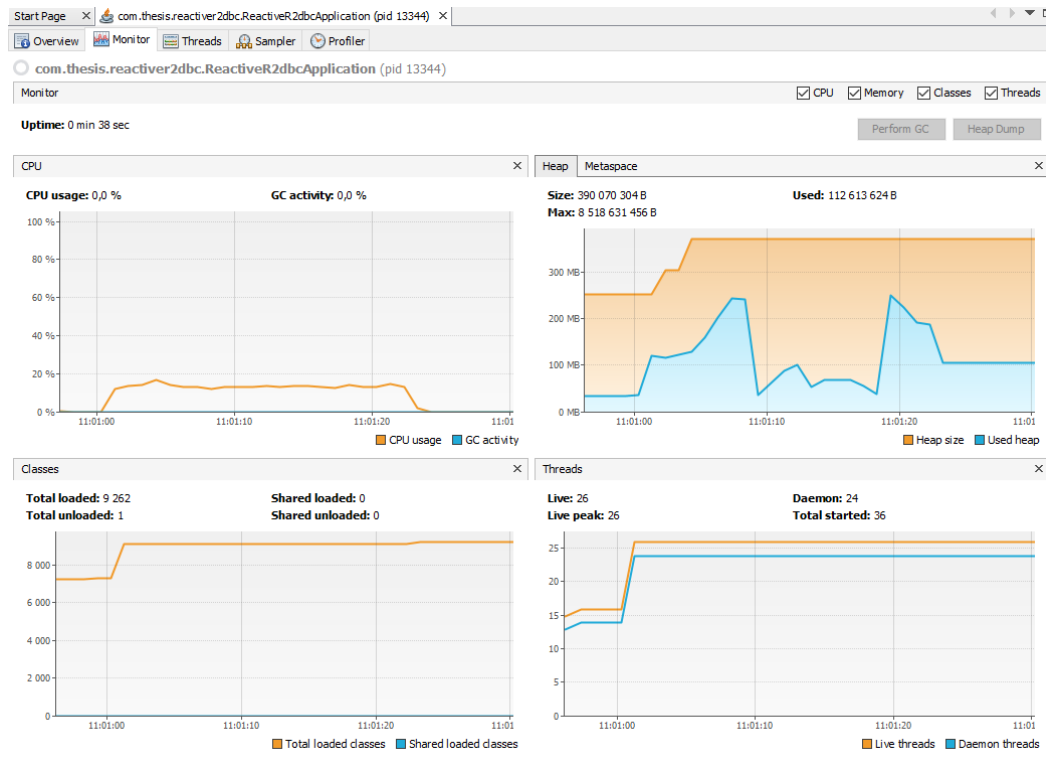 Start Page com.thesis.reactiver2dbc.ReactiveR2dbcApplication (pid 13344)
Overview Monitor Threads Sampler Profiler
com.thesis.reactiver2dbc.ReactiveR2dbcApplication (pid 13344)
Monitor CPU Memory Classes Threads
Uptime: 0 min 38 sec
Perform GC Heap Dump
CPU
CPU usage: 0,0 % GC activity: 0,0 %
100 %
80 %
60 %
40 %
20 %
0 %
11:01:00 11:01:10 11:01:20 11:01
CPU usage GC activity
Heap Metaspace
Size: 390 070 304 B Used: 112 613 624 B
Max: 8 518 631 456 B
300 MB
200 MB
100 MB
0 MB
11:01:00 11:01:10 11:01:20 11:01
Heap size Used heap
Classes
Total loaded: 9 262 Shared loaded: 0
Total unloaded: 1 Shared unloaded: 0
8 000
6 000
4 000
2 000
0
11:01:00 11:01:10 11:01:20 11:01
Total loaded classes Shared loaded classes
Threads
Live: 26 Daemon: 24
Live peak: 26 Total started: 36
25
20
15
10
5
0
11:01:00 11:01:10 11:01:20 11:01
Live threads Daemon threads